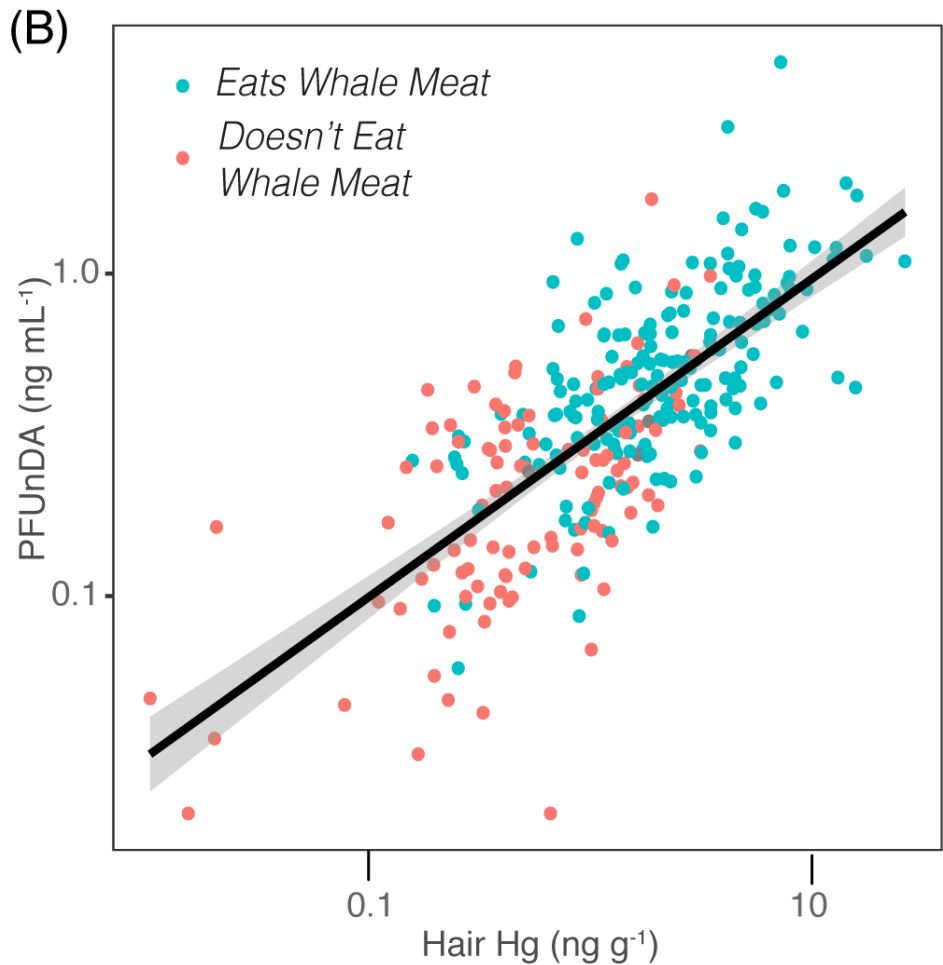 (B)
Eats Whale Meat
Doesn't Eat
Whale Meat
PFUnDA (ng mL⁻¹)
1.0
0.1
0.1
10
Hair Hg (ng g⁻¹)